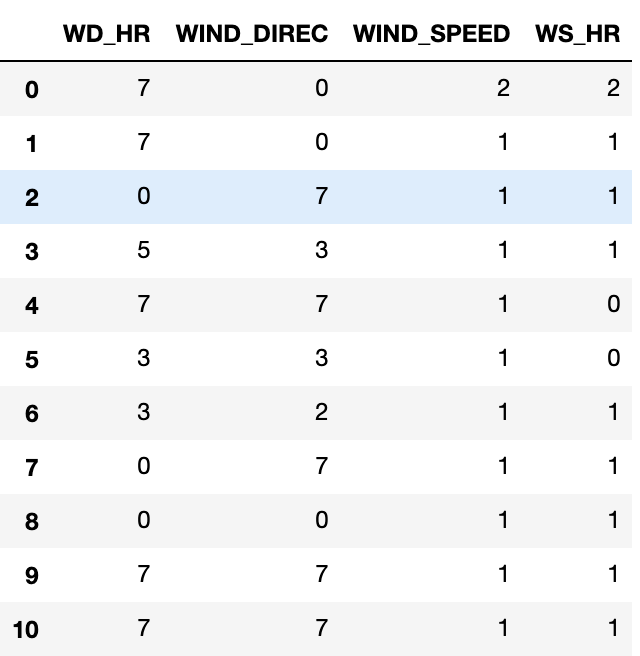 WD_HR WIND_DIREC WIND_SPEED WS_HR
0 7 0 2 2
1 7 0 1 1
2 0 7 1 1
3 5 3 1 1
4 7 7 1 0
5 3 3 1 0
6 3 2 1 1
7 0 7 1 1
8 0 0 1 1
9 7 7 1 1
10 7 7 1 1